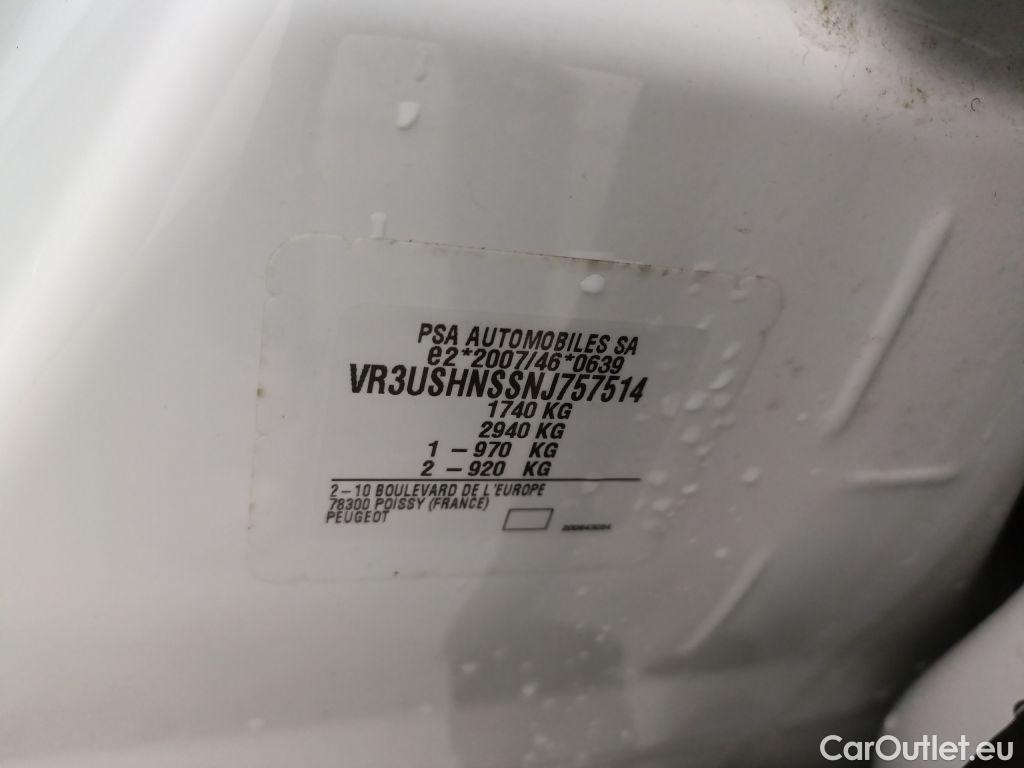 PSA AUTOMOBILES SA
e2*2007/46*0639
VR3USHNSSNJ757514
1740 KG
2940 KG
1 – 970 KG
2 – 920 KG
2-10 BOULEVARD DE L'EUROPE
78300 POISSY (FRANCE)
PEUGEOT
CarOutlet.eu